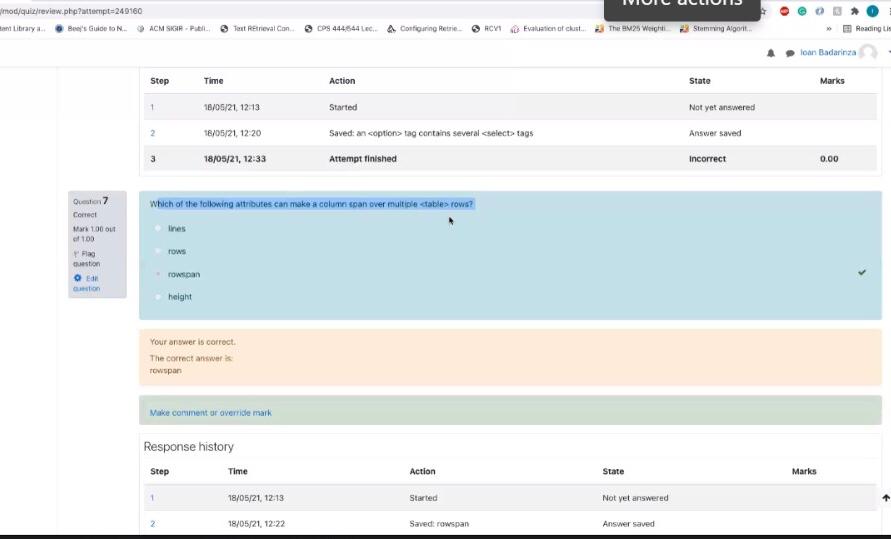 More actions
/mod/quiz/review.php?attempt=249160
ent Library a... Beej's Guide to N... ACM SIGIR - Publi... Text REtrieval Con... CPS 444/544 Lec... Configuring Retrie... RCV1 Evaluation of clust... The BM25 Weighti... Stemming Algorit... » Reading Lis
Ioan Badarinza
Step Time Action State Marks
1 18/05/21, 12:13 Started Not yet answered
2 18/05/21, 12:20 Saved: an <option> tag contains several <select> tags Answer saved
3 18/05/21, 12:33 Attempt finished Incorrect 0.00
Question 7
Correct
Mark 1.00 out
of 1.00
Flag
question
Edit
question
Which of the following attributes can make a column span over multiple <table> rows?
lines
rows
rowspan
height
Your answer is correct.
The correct answer is:
rowspan
Make comment or override mark
Response history
Step Time Action State Marks
1 18/05/21, 12:13 Started Not yet answered
2 18/05/21, 12:22 Saved: rowspan Answer saved